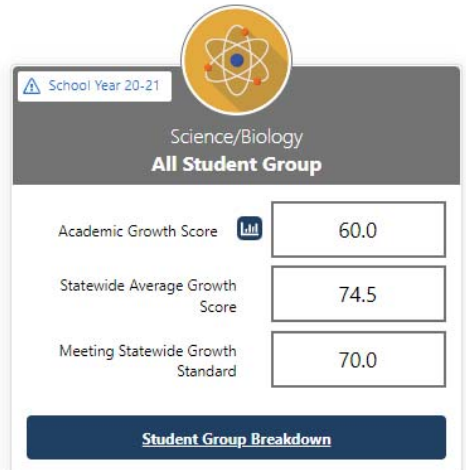 School Year 20-21
Science/Biology
All Student Group
Academic Growth Score
60.0
Statewide Average Growth
Score
74.5
Meeting Statewide Growth
Standard
70.0
Student Group Breakdown